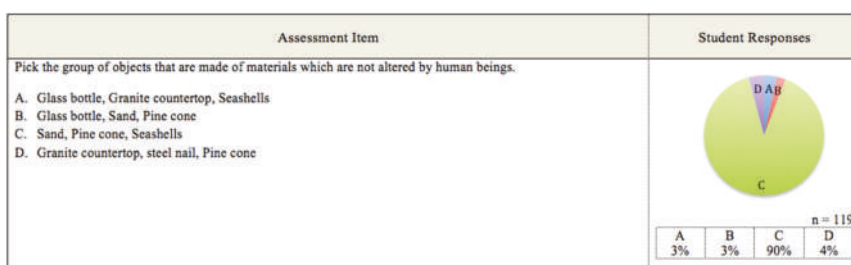 Assessment Item
Student Responses
Pick the group of objects that are made of materials which are not altered by human beings.
A. Glass bottle, Granite countertop, Seashells
B. Glass bottle, Sand, Pine cone
C. Sand, Pine cone, Seashells
D. Granite countertop, steel nail, Pine cone
D A B
C
n = 119
A B C D
3% 3% 90% 4%